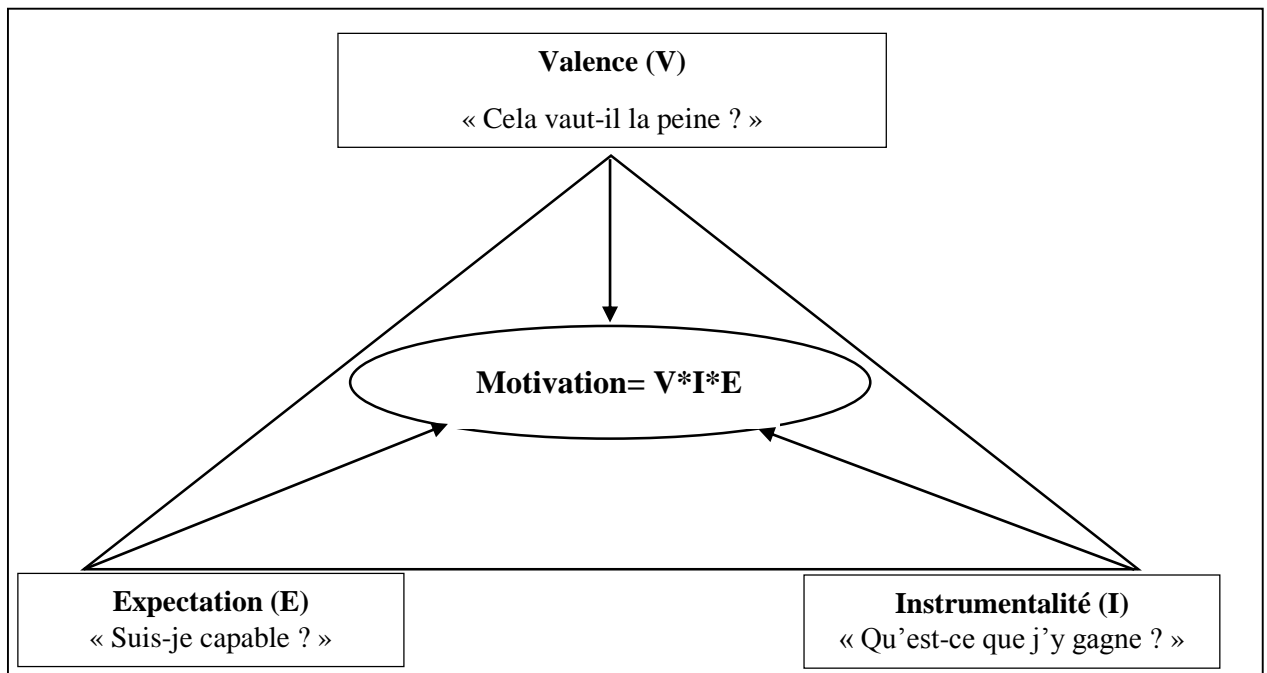 Valence (V)
« Cela vaut-il la peine ? »
Motivation= V*I*E
Expectation (E)
« Suis-je capable ? »
Instrumentalité (I)
« Qu’est-ce que j’y gagne ? »